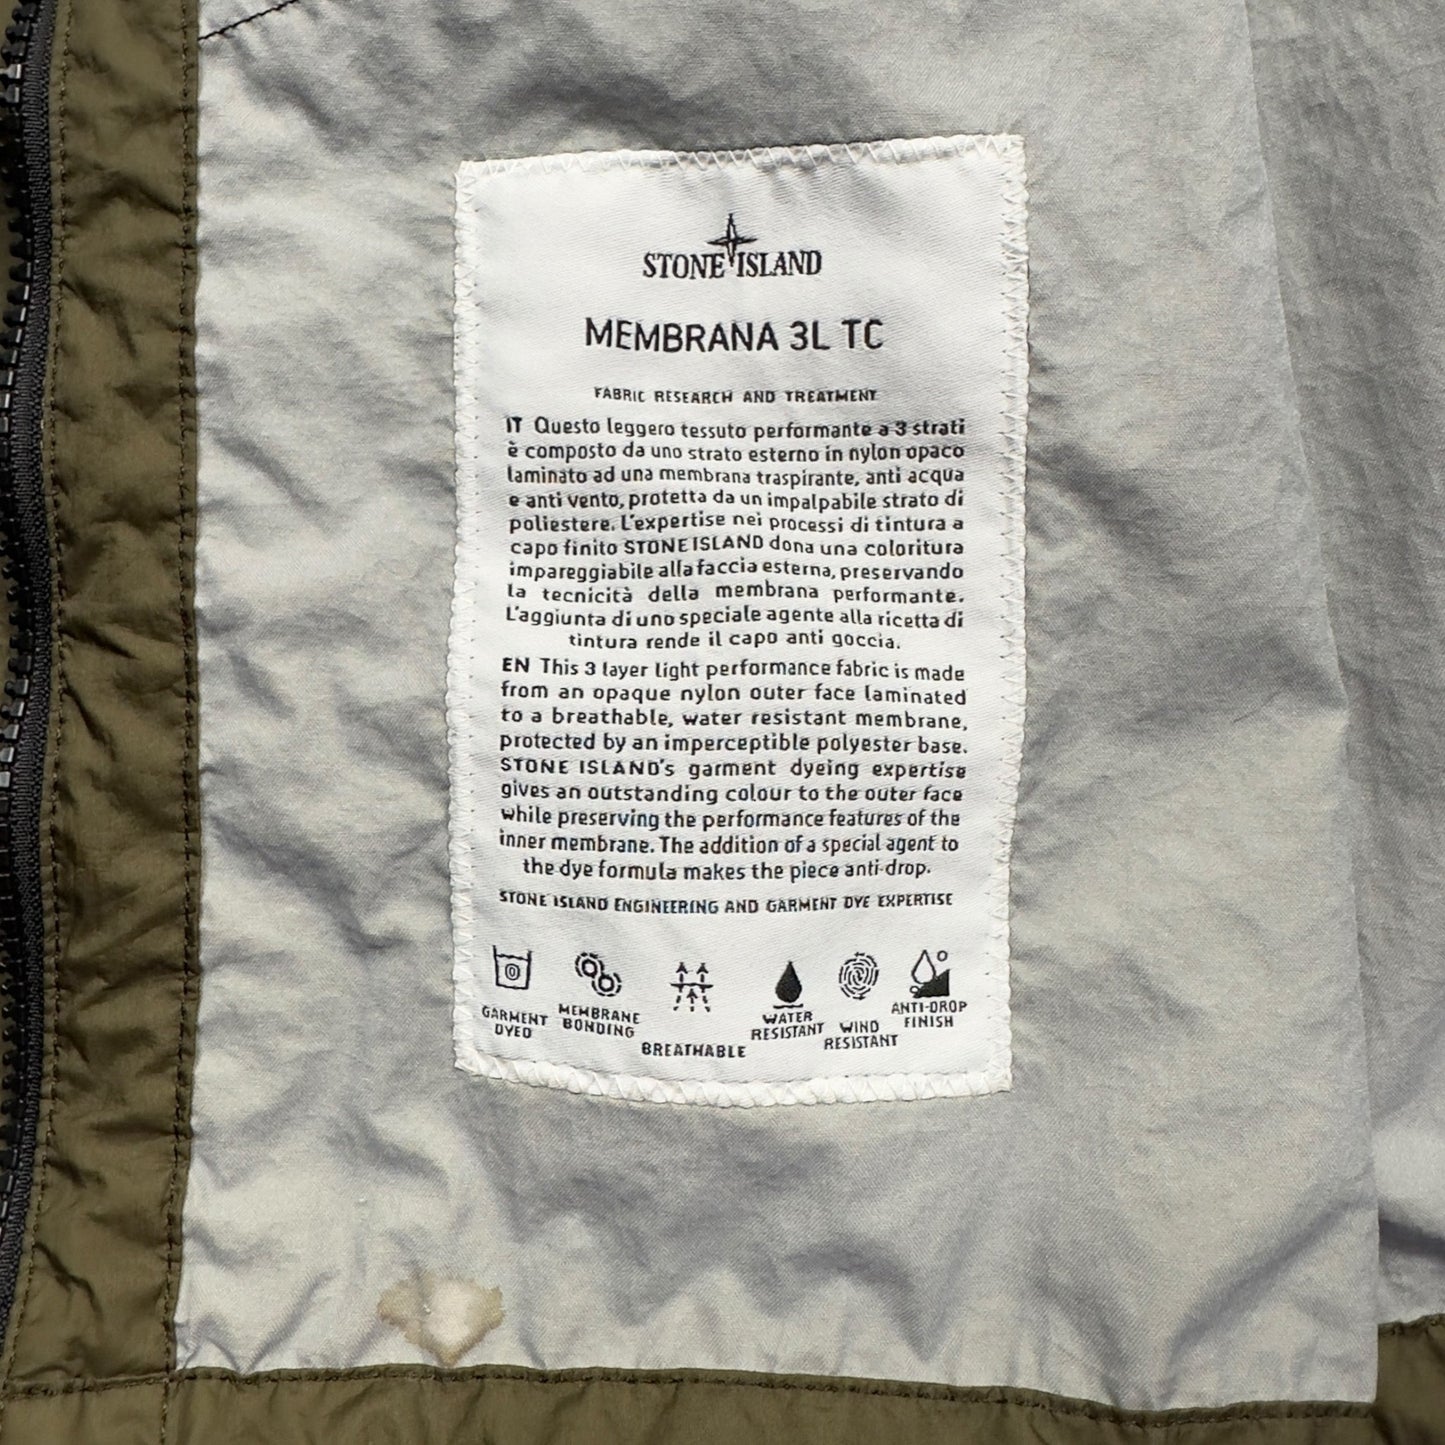 STONE ISLAND
MEMBRANA 3L TC
FABRIC RESEARCH AND TREATMENT
IT Questo leggero tessuto performante a 3 strati
è composto da uno strato esterno in nylon opaco
laminato ad una membrana traspirante, anti acqua
e anti vento, protetta da un impalpabile strato di
poliestere. L'expertise nei processi di tintura a
capo finito STONE ISLAND dona una coloritura
impareggiabile alla faccia esterna, preservando
la tecnicità della membrana performante.
L'aggiunta di uno speciale agente alla ricetta di
tintura rende il capo anti goccia.
EN This 3 layer light performance fabric is made
from an opaque nylon outer face laminated
to a breathable, water resistant membrane,
protected by an imperceptible polyester base.
STONE ISLAND's garment dyeing expertise
gives an outstanding colour to the outer face
while preserving the performance features of the
inner membrane. The addition of a special agent to
the dye formula makes the piece anti-drop.
STONE ISLAND ENGINEERING AND GARMENT DYE EXPERTISE
GARMENT
DYED
MEMBRANE
BONDING
BREATHABLE
WATER
RESISTANT
WIND
RESISTANT
ANTI-DROP
FINISH